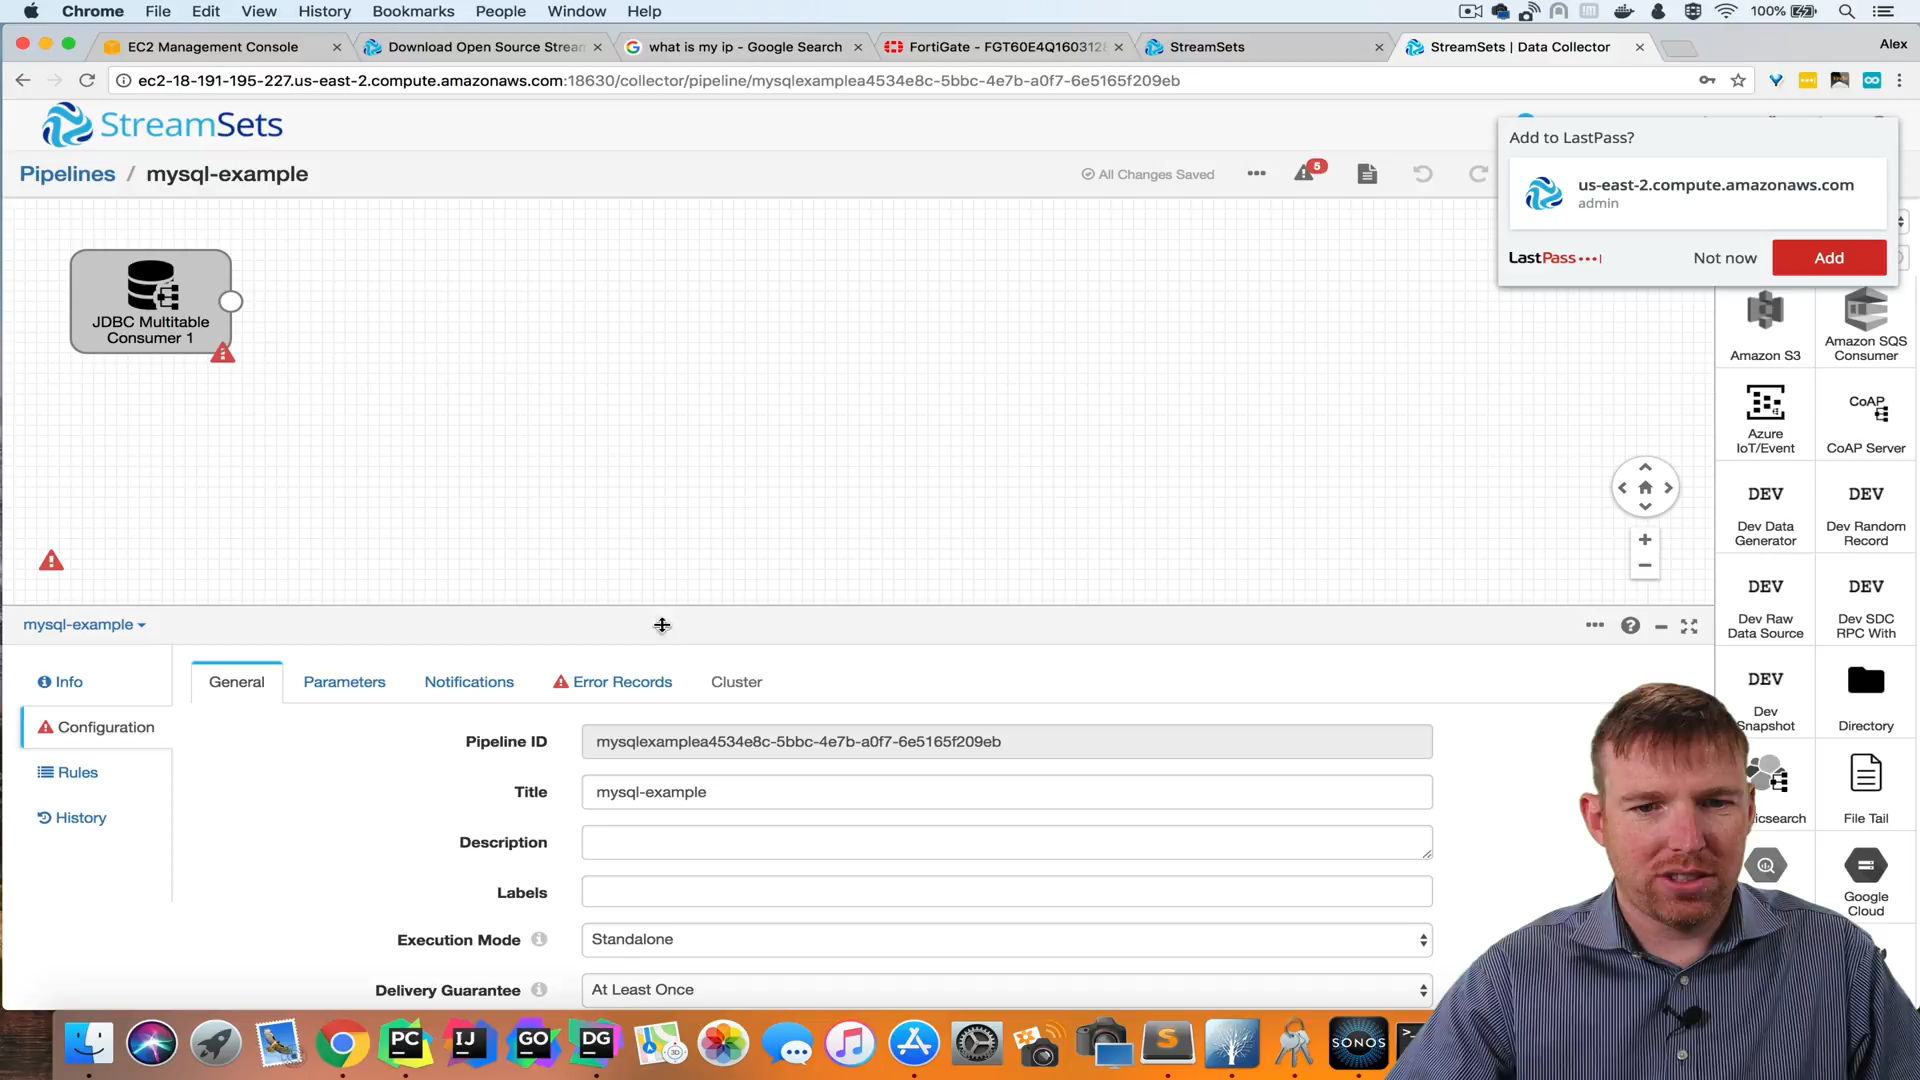 Chrome File Edit View History Bookmarks People Window Help
100%
EC2 Management Console
Download Open Source Strean
what is my ip - Google Search
FortiGate - FGT60E4Q1603128
StreamSets
StreamSets | Data Collector
Alex
ec2-18-191-195-227.us-east-2.compute.amazonaws.com:18630/collector/pipeline/mysqlexamplea4534e8c-5bbc-4e7b-a0f7-6e5165f209eb
StreamSets
Add to LastPass?
us-east-2.compute.amazonaws.com
admin
LastPass
Not now
Add
Pipelines / mysql-example
All Changes Saved
5
JDBC Multitable
Consumer 1
Amazon S3
Amazon SQS
Consumer
Azure
IoT/Event
CoAP
CoAP Server
DEV
Dev Data
Generator
DEV
Dev Random
Record
DEV
Dev Raw
Data Source
DEV
Dev SDC
RPC With
DEV
Dev
Snapshot
Directory
icsearch
File Tail
Google
Cloud
mysql-example
Info
Configuration
Rules
History
General
Parameters
Notifications
Error Records
Cluster
Pipeline ID
mysqlexamplea4534e8c-5bbc-4e7b-a0f7-6e5165f209eb
Title
mysql-example
Description
Labels
Execution Mode
Standalone
Delivery Guarantee
At Least Once
PC
IJ
GO
DG
3D
S
SONOS